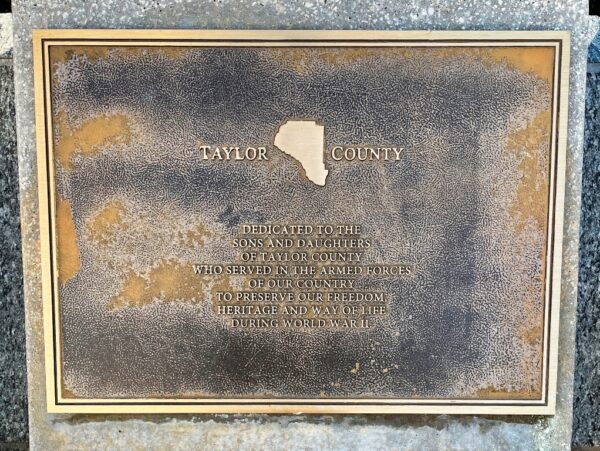 TAYLOR COUNTY
DEDICATED TO THE
SONS AND DAUGHTERS
OF TAYLOR COUNTY
WHO SERVED IN THE ARMED FORCES
OF OUR COUNTRY
TO PRESERVE OUR FREEDOM
HERITAGE AND WAY OF LIFE
DURING WORLD WAR II